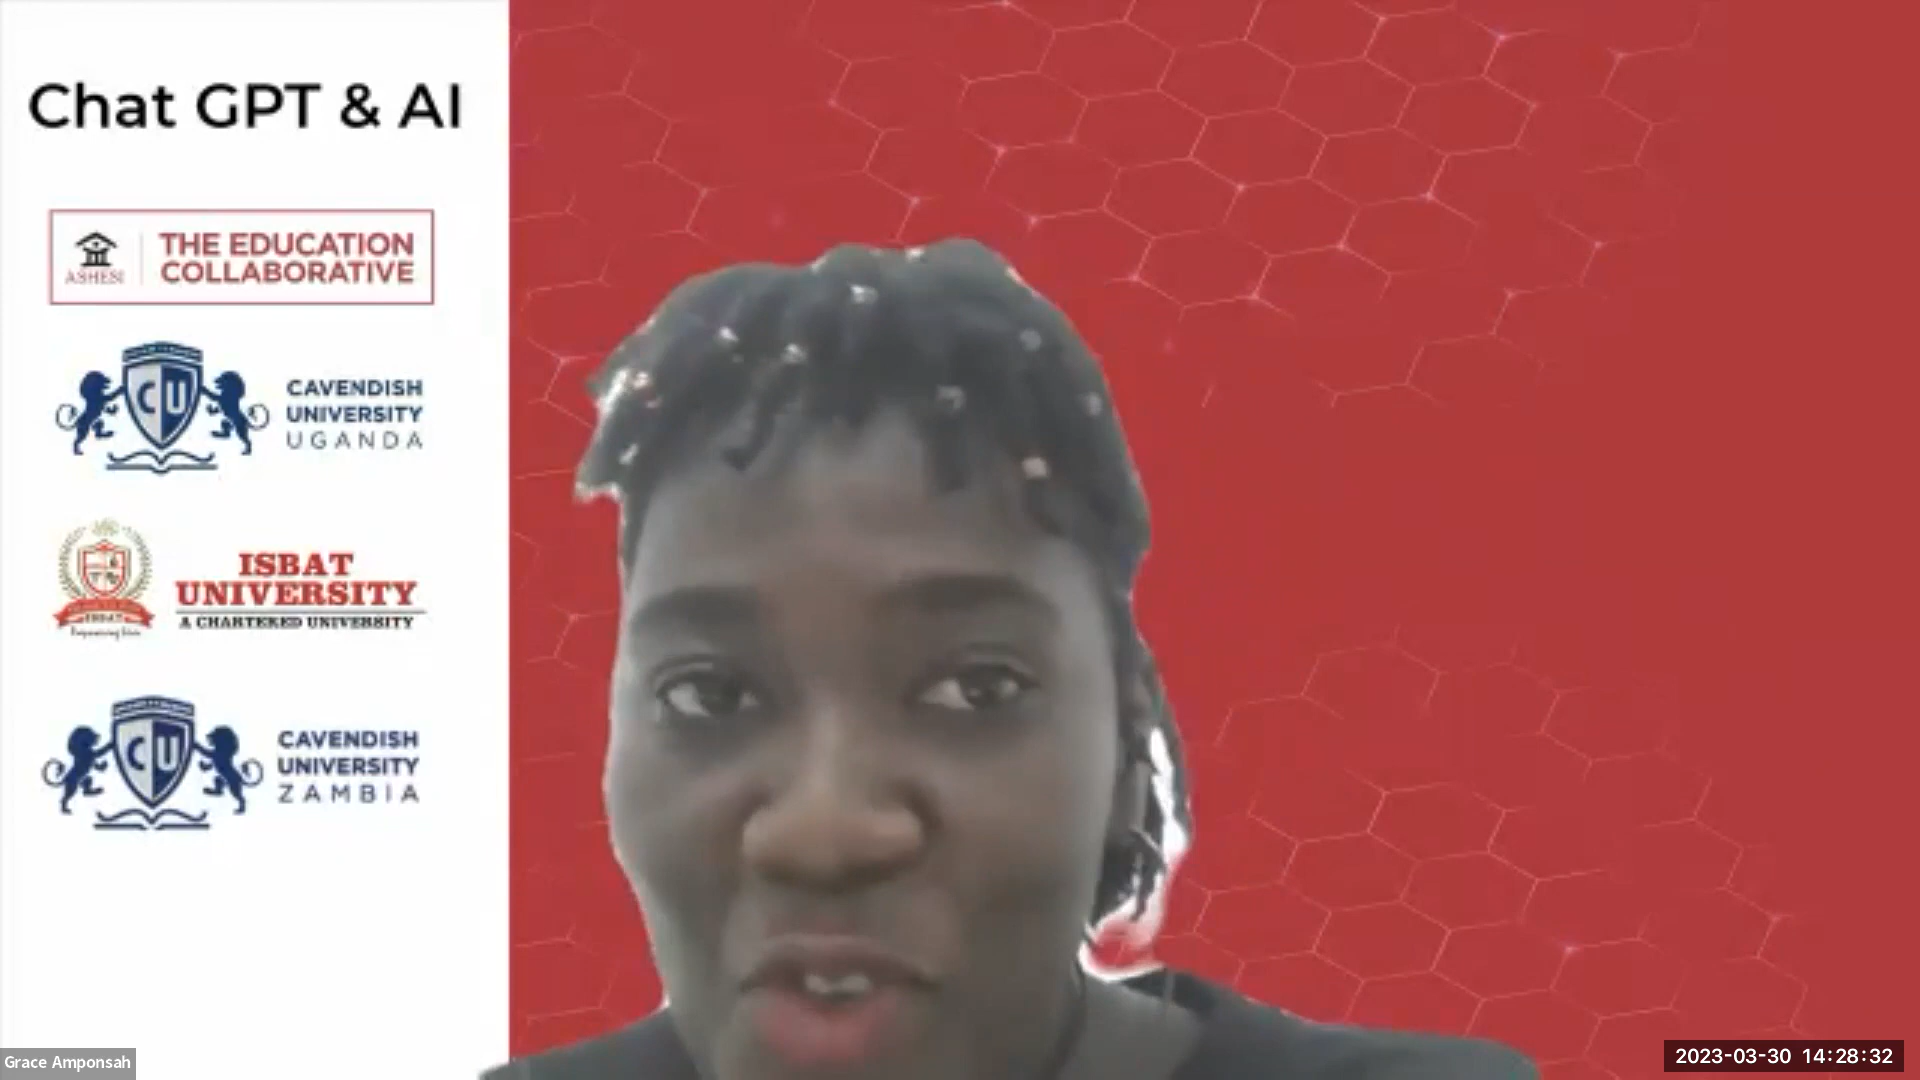 Chat GPT & AI
ASHESI
THE EDUCATION
COLLABORATIVE
CU
CAVENDISH
UNIVERSITY
UGANDA
ISBAT
UNIVERSITY
A CHARTERED UNIVERSITY
CU
CAVENDISH
UNIVERSITY
ZAMBIA
Grace Amponsah
2023-03-30 14:28:32